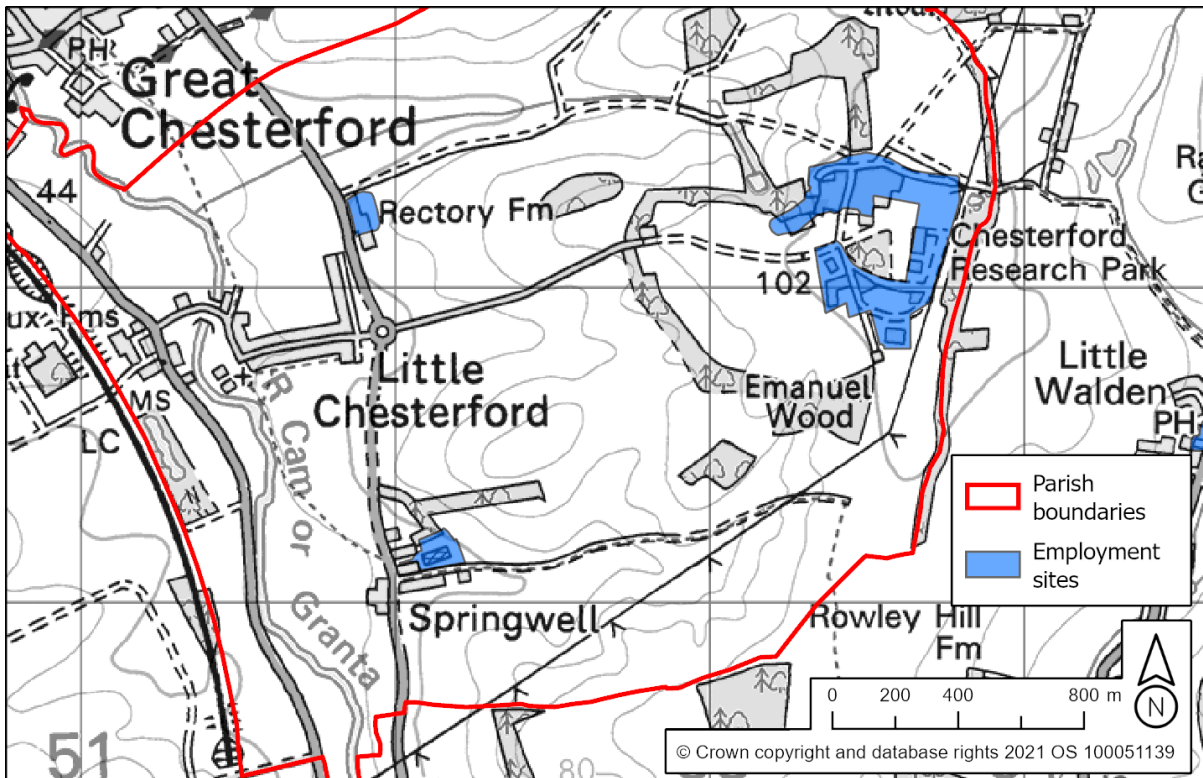 PH
Great
Chesterford
44
Rectory Fm
Chesterford
Research Park
102
Fms
Little
Chesterford
Emanuel
Wood
Little
Walden
PH
MS
LC
R Cam or Granta
Springwell
Rowley Hill
Fm
51
80
Parish
boundaries
Employment
sites
0 200 400 800 m
N
© Crown copyright and database rights 2021 OS 100051139